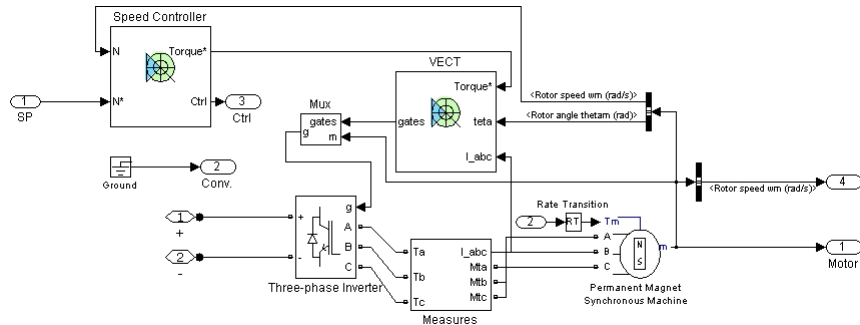 Speed Controller
N
Torque*
N*
Ctrl
1
SP
3
Ctrl
VECT
Torque*
gates
teta
I_abc
<Rotor speed wm (rad/s)>
<Rotor angle thetam (rad)>
Mux
gates
g
m
Ground
2
Conv.
<Rotor speed wm (rad/s)>
4
1
+
2
-
g
+
-
A
B
C
Three-phase Inverter
Ta
Tb
Tc
I_abc
Mta
Mtb
Mtc
Measures
Rate Transition
2
RT
Tm
A
B
C
N
S
m
Permanent Magnet
Synchronous Machine
1
Motor